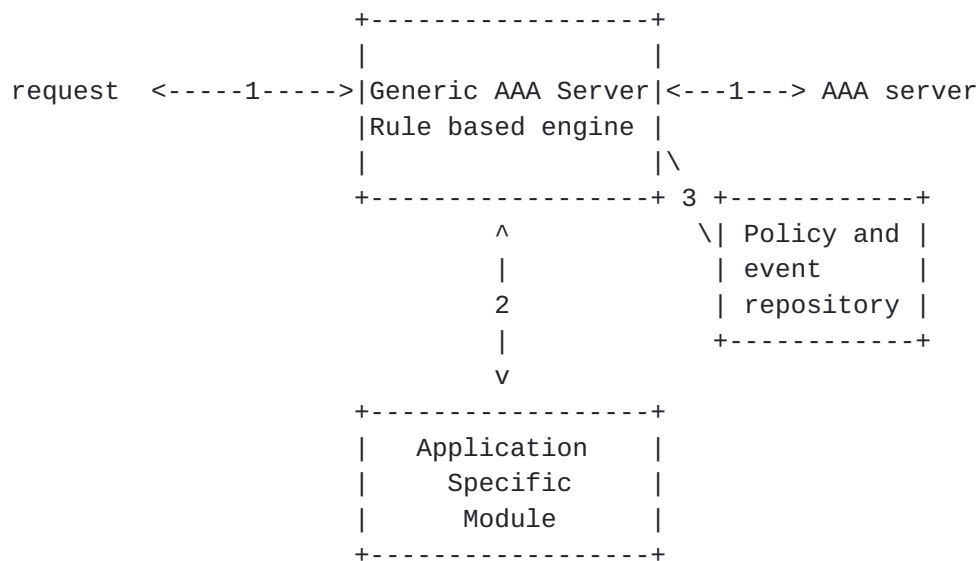 +------------------+
|                  |
request  <-----1----->|Generic AAA Server|<---1---> AAA server
|Rule based engine |
|                  |\
+------------------+ 3 +------------+
^            \| Policy and |
|             | event      |
2             | repository |
|             +------------+
v
+------------------+
|   Application    |
|     Specific     |
|      Module      |
+------------------+